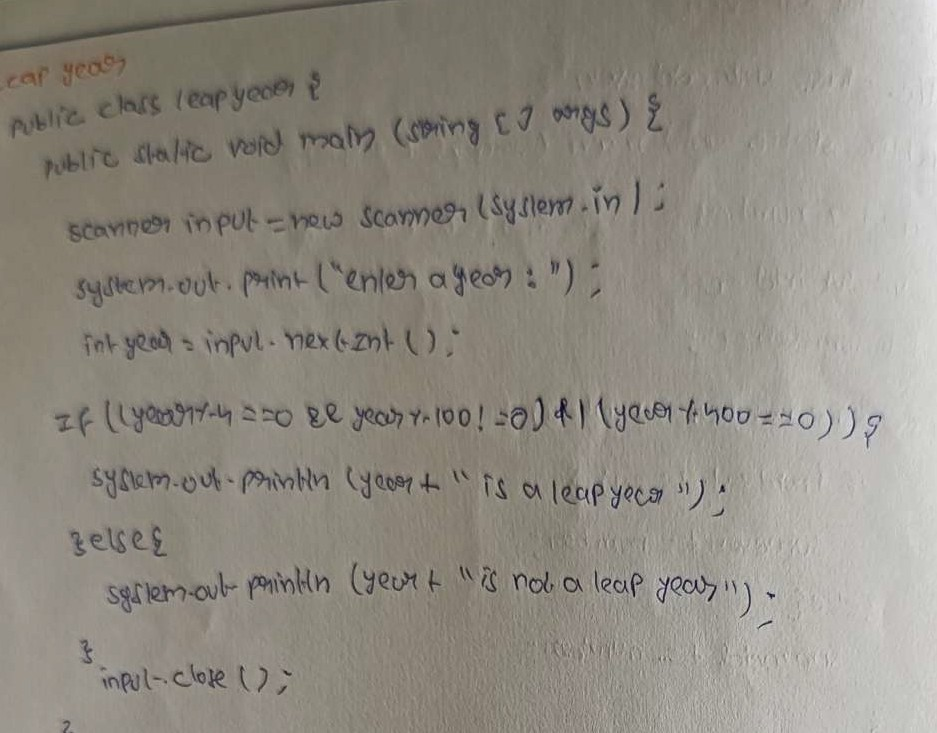 eap year
public class leapyear {
public static void main (string [] args) {
scanner input = new scanner (system.in);
system.out.print ("enter a year : ");
int year = input.nextInt ();
If ((year % 4 == 0 && year % 100 != 0) || (year % 400 == 0)) {
system.out.println (year + " is a leap year ");
}else{
system.out println (year + "is not a leap year");
}
input.close ();
}